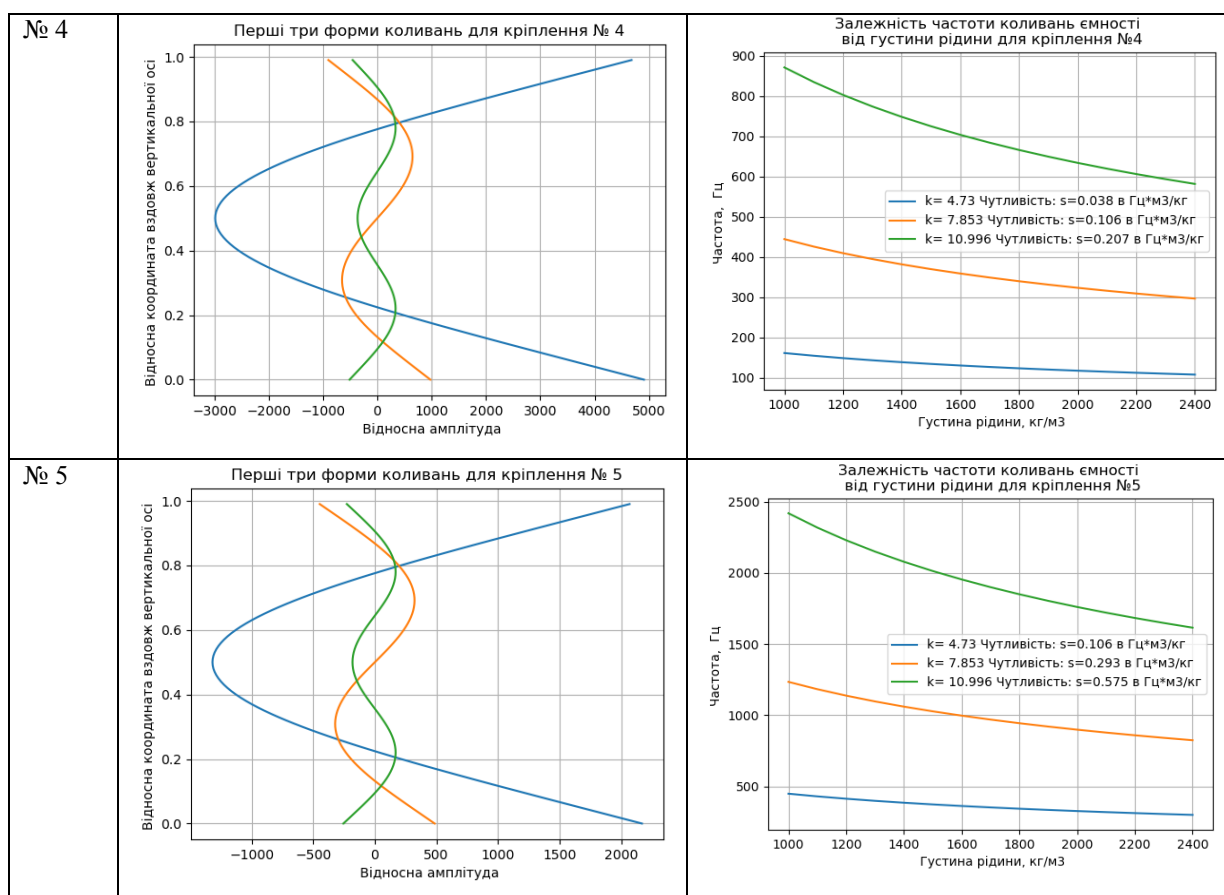 № 4
Перші три форми коливань для кріплення № 4
Відносна координата вздовж вертикальної осі
1.0
0.8
0.6
0.4
0.2
0.0
−3000 −2000 −1000 0 1000 2000 3000 4000 5000
Відносна амплітуда
Залежність частоти коливань ємності
від густини рідини для кріплення №4
Частота, Гц
900
800
700
600
500
400
300
200
100
k= 4.73 Чутливість: s=0.038 в Гц*м3/кг
k= 7.853 Чутливість: s=0.106 в Гц*м3/кг
k= 10.996 Чутливість: s=0.207 в Гц*м3/кг
1000 1200 1400 1600 1800 2000 2200 2400
Густина рідини, кг/м3
№ 5
Перші три форми коливань для кріплення № 5
Відносна координата вздовж вертикальної осі
1.0
0.8
0.6
0.4
0.2
0.0
−1000 −500 0 500 1000 1500 2000
Відносна амплітуда
Залежність частоти коливань ємності
від густини рідини для кріплення №5
Частота, Гц
2500
2000
1500
1000
500
k= 4.73 Чутливість: s=0.106 в Гц*м3/кг
k= 7.853 Чутливість: s=0.293 в Гц*м3/кг
k= 10.996 Чутливість: s=0.575 в Гц*м3/кг
1000 1200 1400 1600 1800 2000 2200 2400
Густина рідини, кг/м3